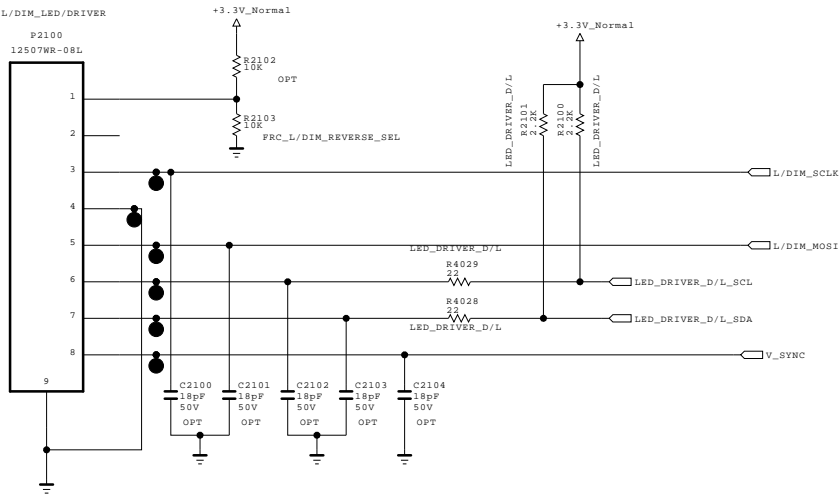 L/DIM_LED/DRIVER
P2100
12507WR-08L
1
2
3
4
5
6
7
8
9
+3.3V_Normal
R2102
10K
OPT
R2103
10K
FRC_L/DIM_REVERSE_SEL
+3.3V_Normal
LED_DRIVER_D/L
R2101
2.2K
R2100
2.2K
LED_DRIVER_D/L
L/DIM_SCLK
L/DIM_MOSI
LED_DRIVER_D/L
R4029
22
LED_DRIVER_D/L_SCL
R4028
22
LED_DRIVER_D/L
LED_DRIVER_D/L_SDA
V_SYNC
C2100
18pF
50V
OPT
C2101
18pF
50V
OPT
C2102
18pF
50V
OPT
C2103
18pF
50V
OPT
C2104
18pF
50V
OPT